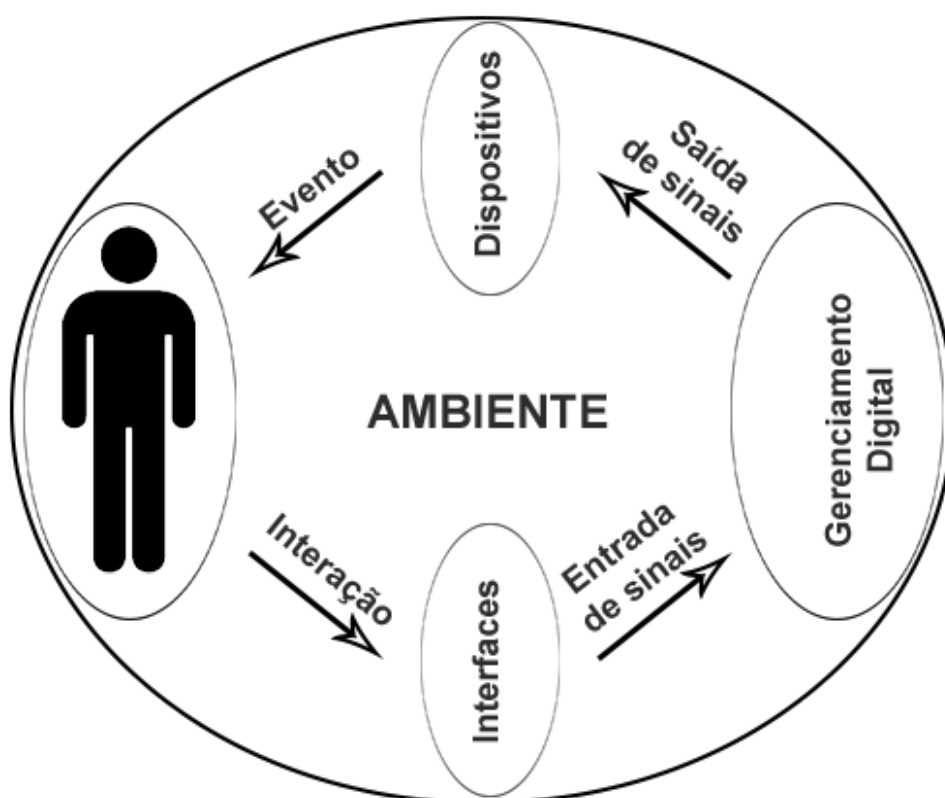 Dispositivos
Saída
de sinais
Evento
AMBIENTE
Gerenciamento
Digital
Interação
Interfaces
Entrada
de sinais